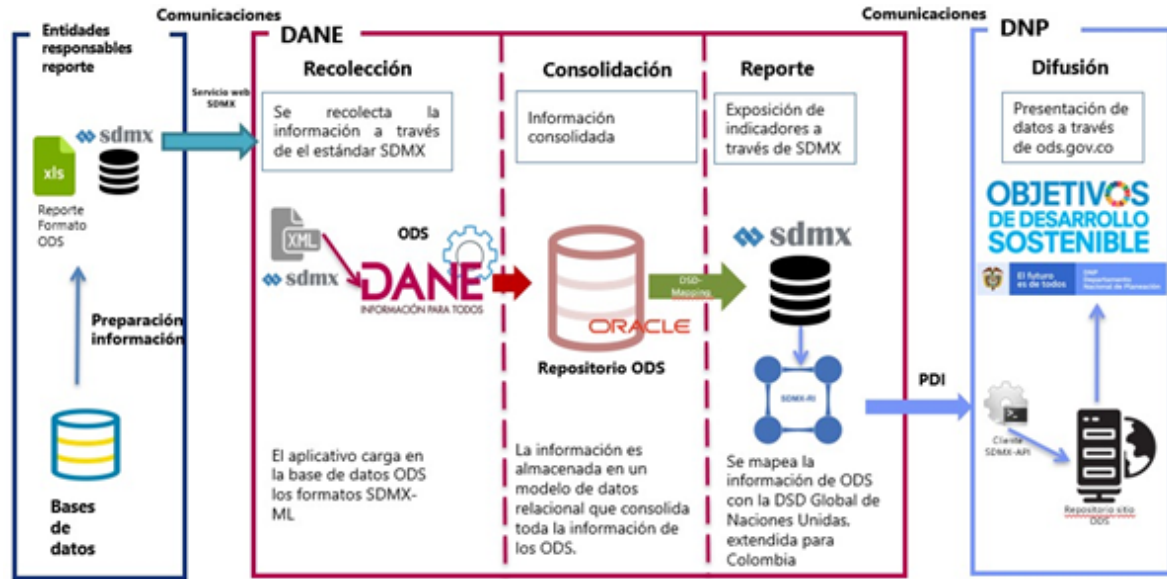 Comunicaciones
Comunicaciones
Entidades
responsables
reporte
sdmx
xls
Reporte
Formato
ODS
Preparación
información
Bases
de
datos
Servicio web
SDMX
DANE
Recolección
Se recolecta la
información a través
de el estándar SDMX
XML
sdmx
ODS
DANE
INFORMACIÓN PARA TODOS
El aplicativo carga en
la base de datos ODS
los formatos SDMX-
ML
Consolidación
Información
consolidada
ORACLE
Repositorio ODS
La información es
almacenada en un
modelo de datos
relacional que consolida
toda la información de
los ODS.
DSD-
Mapping
Reporte
Exposición de
indicadores a
través de SDMX
sdmx
SDMX-RI
Se mapea la
información de ODS
con la DSD Global de
Naciones Unidas.
extendida para
Colombia
PDI
DNP
Difusión
Presentación de
datos a través
de ods.gov.co
OBJETIVOS
DE DESARROLLO
SOSTENIBLE
El futuro
es de todos
DNP
Departamento
Nacional de Planeación
Cliente
SDMX-API
Repositorio sitio
ODS